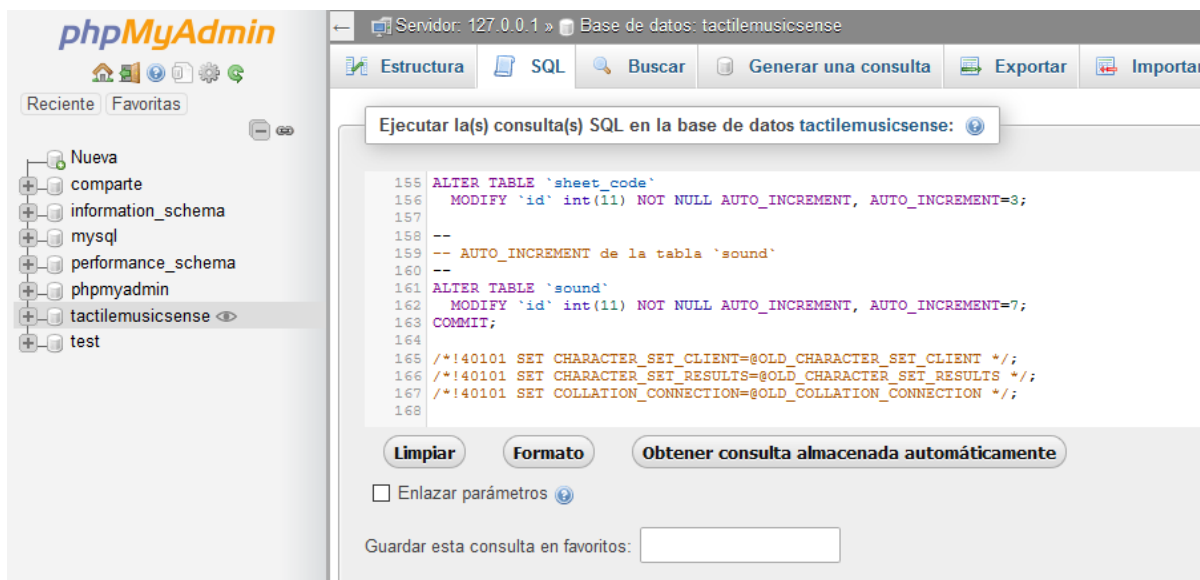 phpMyAdmin
Reciente Favoritas
Nueva
comparte
information_schema
mysql
performance_schema
phpmyadmin
tactilemusicsense
test
← Servidor: 127.0.0.1 » Base de datos: tactilemusicsense
Estructura SQL Buscar Generar una consulta Exportar Importar
Ejecutar la(s) consulta(s) SQL en la base de datos tactilemusicsense:
155 ALTER TABLE `sheet_code`
156 MODIFY `id` int(11) NOT NULL AUTO_INCREMENT, AUTO_INCREMENT=3;
157
158 --
159 -- AUTO_INCREMENT de la tabla `sound`
160 --
161 ALTER TABLE `sound`
162 MODIFY `id` int(11) NOT NULL AUTO_INCREMENT, AUTO_INCREMENT=7;
163 COMMIT;
164
165 /*!40101 SET CHARACTER_SET_CLIENT=@OLD_CHARACTER_SET_CLIENT */;
166 /*!40101 SET CHARACTER_SET_RESULTS=@OLD_CHARACTER_SET_RESULTS */;
167 /*!40101 SET COLLATION_CONNECTION=@OLD_COLLATION_CONNECTION */;
168
Limpiar Formato Obtener consulta almacenada automáticamente
Enlazar parámetros
Guardar esta consulta en favoritos: